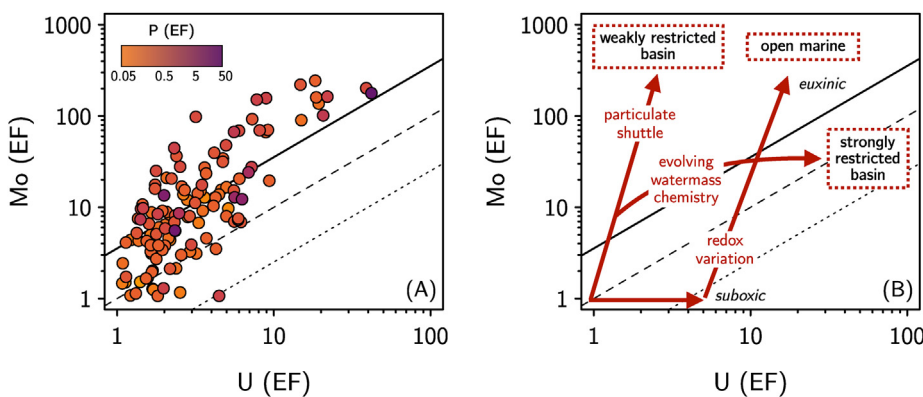 P (EF)
0.05 0.5 5 50
1000
100
10
1
Mo (EF)
1 10 100
U (EF)
(A)
1000
100
10
1
Mo (EF)
weakly restricted
basin
open marine
euxinic
particulate
shuttle
strongly
restricted
basin
evolving
watermass
chemistry
redox
variation
suboxic
(B)
1 10 100
U (EF)